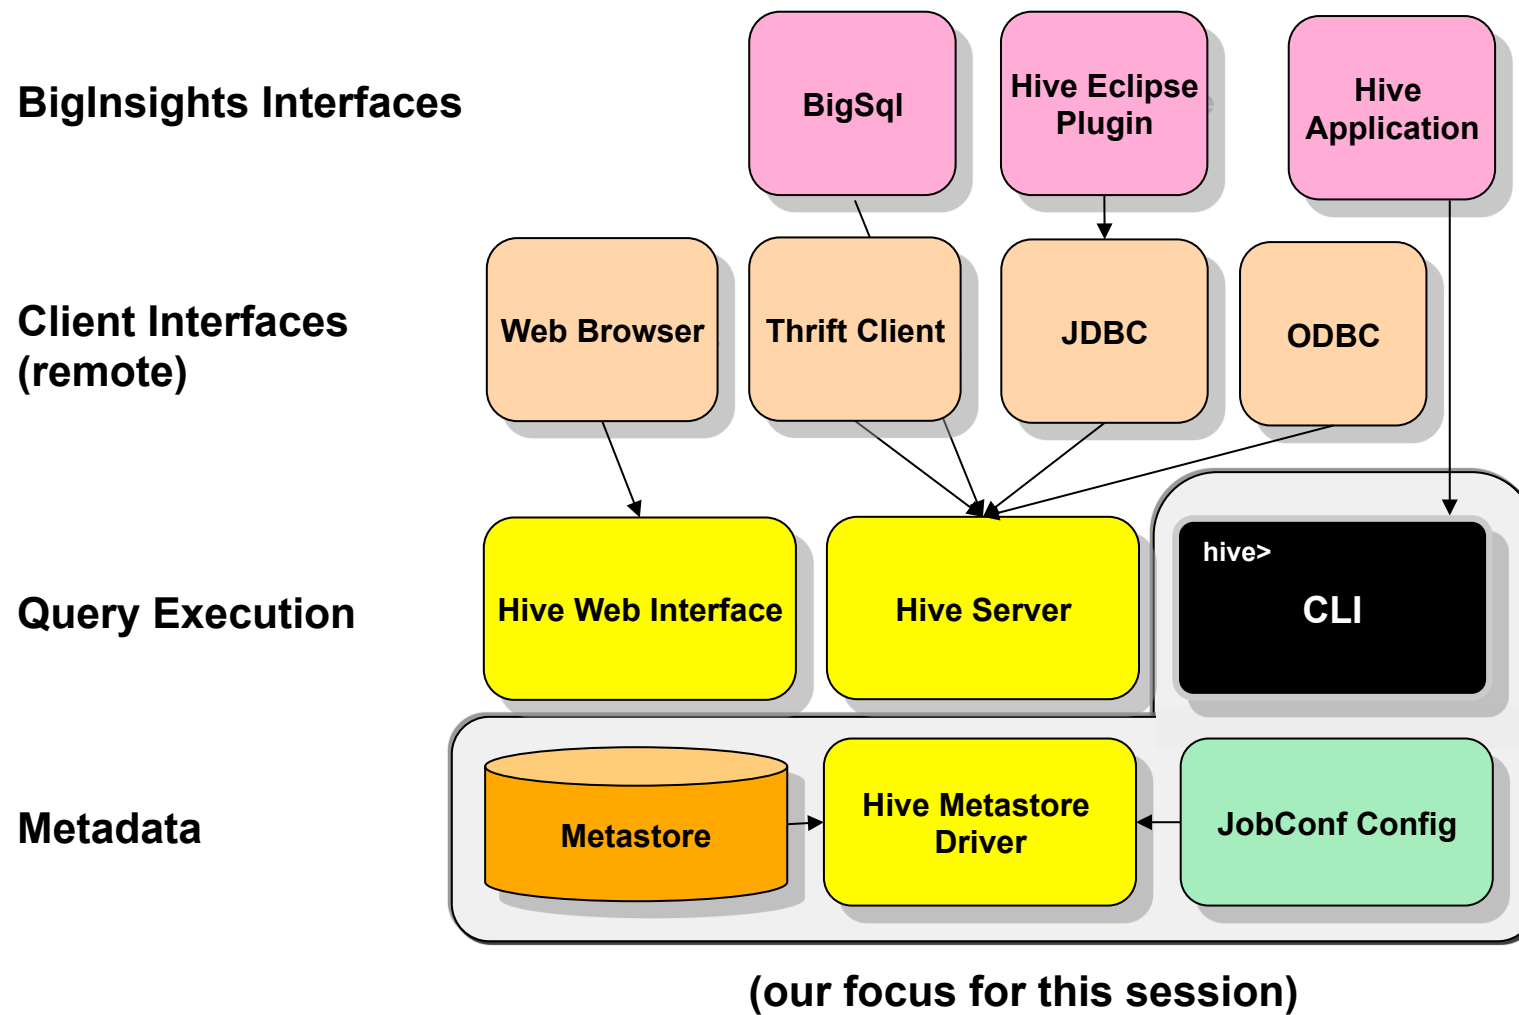 BigInsights Interfaces
BigSql
Hive Eclipse
Plugin
Hive
Application
Client Interfaces
(remote)
Web Browser
Thrift Client
JDBC
ODBC
Query Execution
Hive Web Interface
Hive Server
hive>
CLI
Metadata
Metastore
Hive Metastore
Driver
JobConf Config
(our focus for this session)